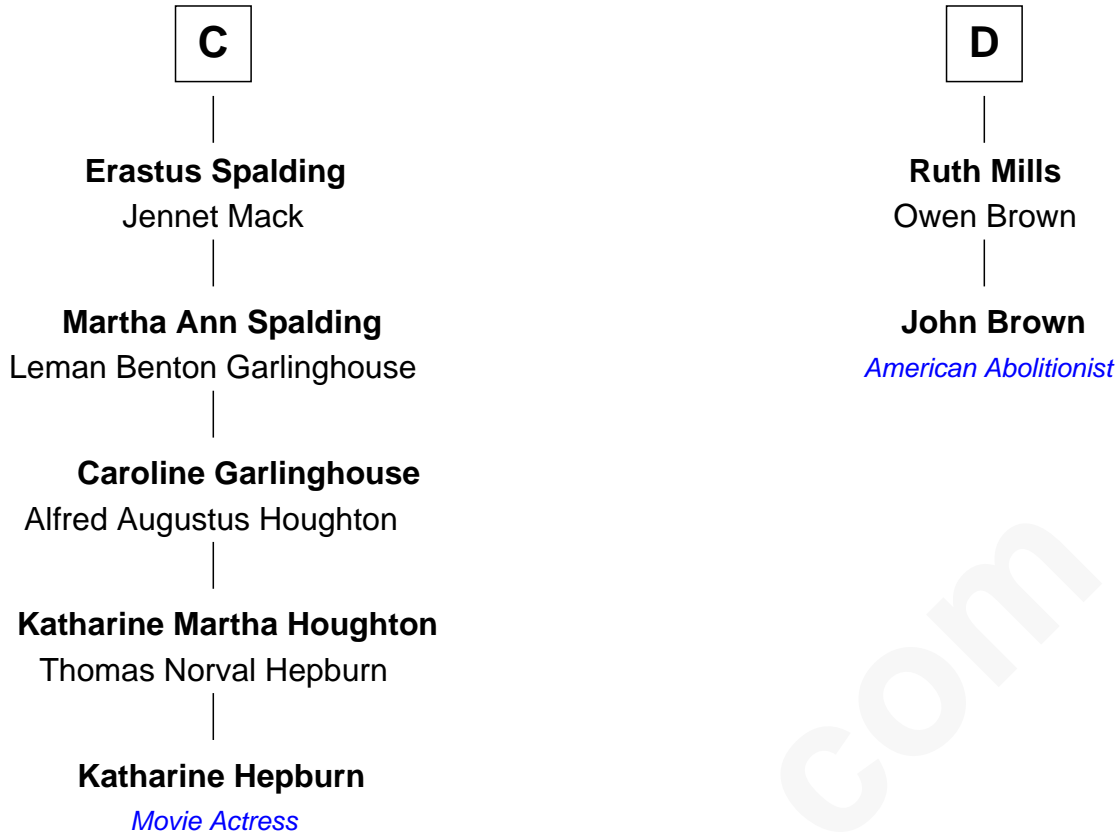 C
Erastus Spalding
Jennet Mack
Martha Ann Spalding
Leman Benton Garlinghouse
Caroline Garlinghouse
Alfred Augustus Houghton
Katharine Martha Houghton
Thomas Norval Hepburn
Katharine Hepburn
Movie Actress
D
Ruth Mills
Owen Brown
John Brown
American Abolitionist
com